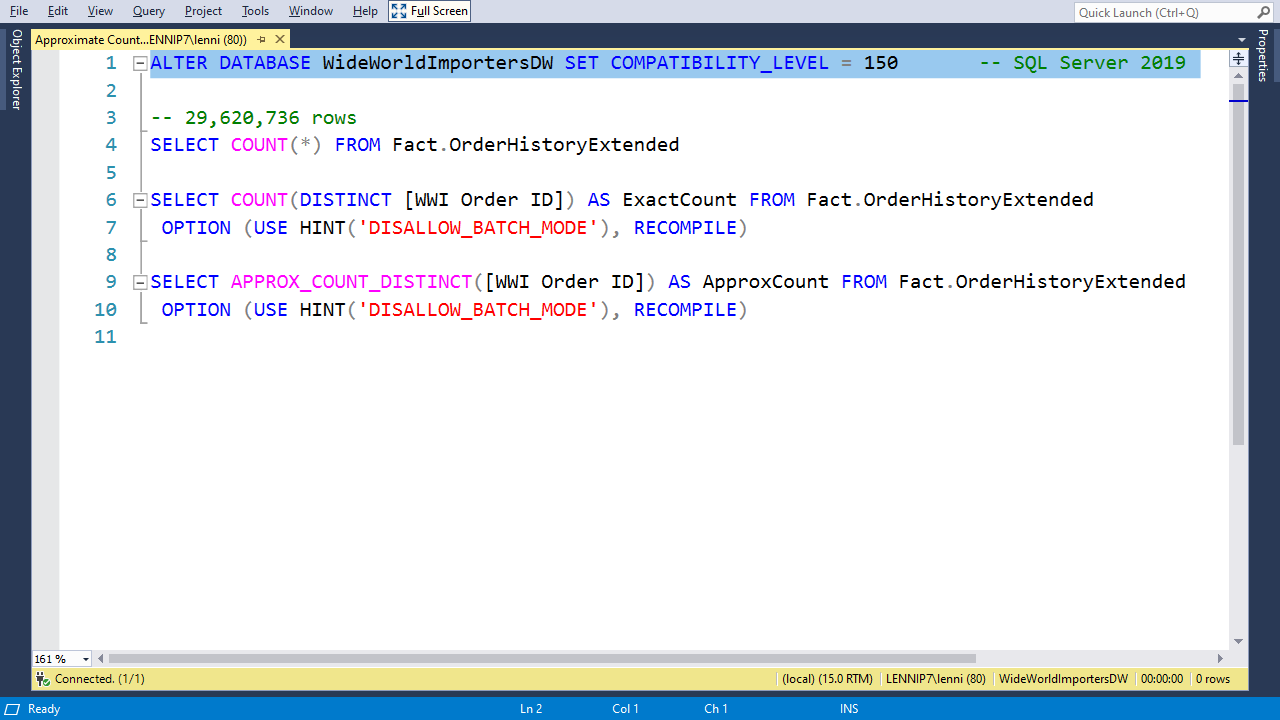 File Edit View Query Project Tools Window Help Full Screen
Quick Launch (Ctrl+Q)
Object Explorer
Approximate Count...ENNIP7\lenni (80))
Properties
1 ALTER DATABASE WideWorldImportersDW SET COMPATIBILITY_LEVEL = 150 -- SQL Server 2019
2
3 -- 29,620,736 rows
4 SELECT COUNT(*) FROM Fact.OrderHistoryExtended
5
6 SELECT COUNT(DISTINCT [WWI Order ID]) AS ExactCount FROM Fact.OrderHistoryExtended
7 OPTION (USE HINT('DISALLOW_BATCH_MODE'), RECOMPILE)
8
9 SELECT APPROX_COUNT_DISTINCT([WWI Order ID]) AS ApproxCount FROM Fact.OrderHistoryExtended
10 OPTION (USE HINT('DISALLOW_BATCH_MODE'), RECOMPILE)
11
161 %
Connected. (1/1) (local) (15.0 RTM) LENNIP7\lenni (80) WideWorldImportersDW 00:00:00 0 rows
Ready Ln 2 Col 1 Ch 1 INS